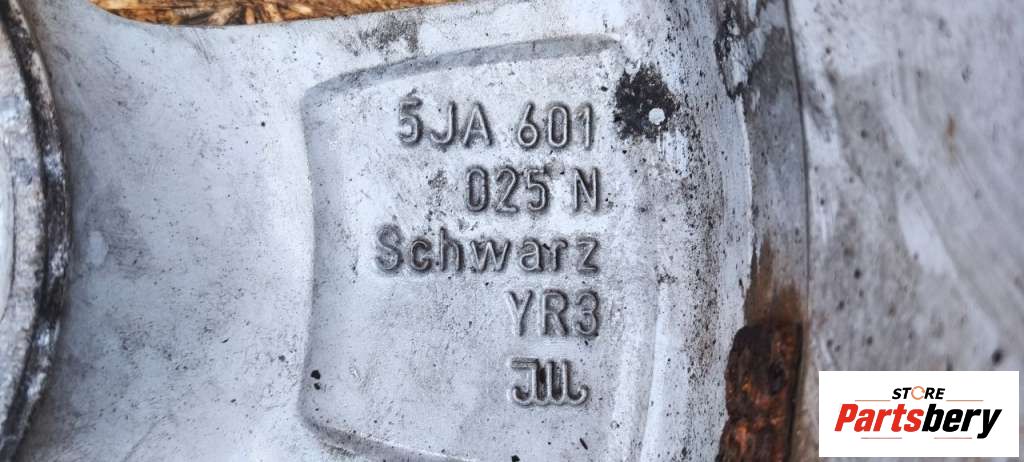 5JA 601
025 N
Schwarz
YR3
STORE
Partsbery